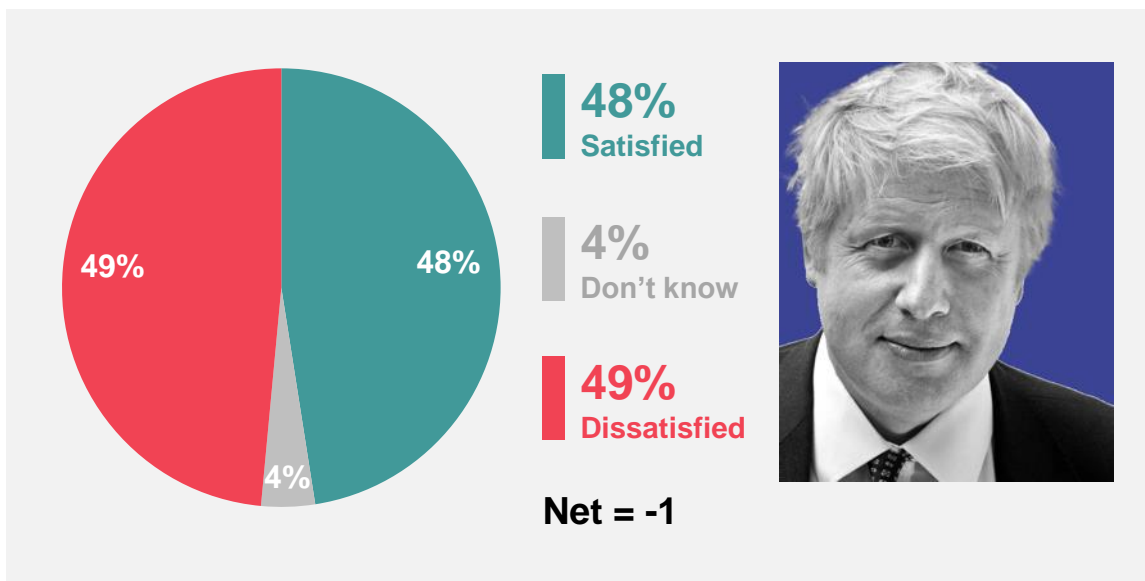 49%
48%
4%
48%
Satisfied
4%
Don't know
49%
Dissatisfied
Net = -1